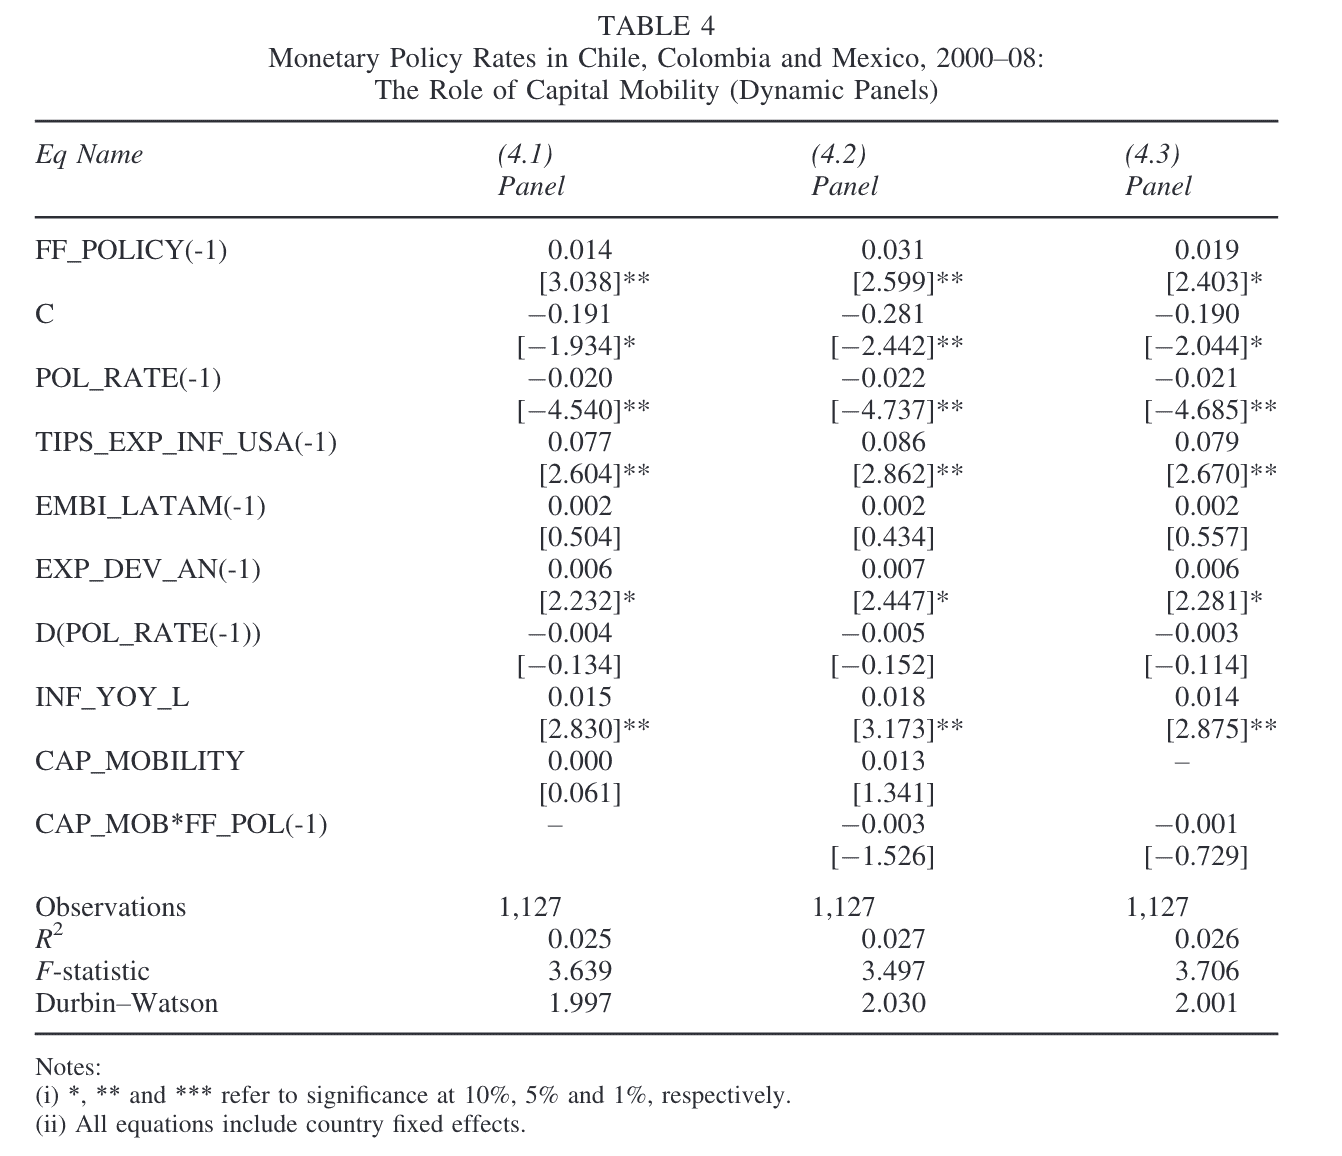 TABLE 4
Monetary Policy Rates in Chile, Colombia and Mexico, 2000–08:
The Role of Capital Mobility (Dynamic Panels)
Eq Name (4.1) (4.2) (4.3)
Panel Panel Panel
FF_POLICY(-1) 0.014 0.031 0.019
[3.038]** [2.599]** [2.403]*
C −0.191 −0.281 −0.190
[−1.934]* [−2.442]** [−2.044]*
POL_RATE(-1) −0.020 −0.022 −0.021
[−4.540]** [−4.737]** [−4.685]**
TIPS_EXP_INF_USA(-1) 0.077 0.086 0.079
[2.604]** [2.862]** [2.670]**
EMBI_LATAM(-1) 0.002 0.002 0.002
[0.504] [0.434] [0.557]
EXP_DEV_AN(-1) 0.006 0.007 0.006
[2.232]* [2.447]* [2.281]*
D(POL_RATE(-1)) −0.004 −0.005 −0.003
[−0.134] [−0.152] [−0.114]
INF_YOY_L 0.015 0.018 0.014
[2.830]** [3.173]** [2.875]**
CAP_MOBILITY 0.000 0.013 –
[0.061] [1.341]
CAP_MOB*FF_POL(-1) – −0.003 −0.001
[−1.526] [−0.729]
Observations 1,127 1,127 1,127
R² 0.025 0.027 0.026
F-statistic 3.639 3.497 3.706
Durbin–Watson 1.997 2.030 2.001
Notes:
(i) *, ** and *** refer to significance at 10%, 5% and 1%, respectively.
(ii) All equations include country fixed effects.